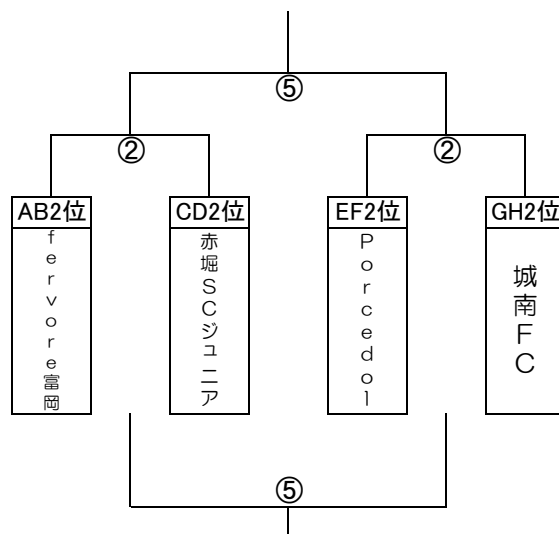 ⑤
② ②
AB2位 CD2位 EF2位 GH2位
fervore富岡
赤堀SCジュニア
Porcedol
城南FC
⑤